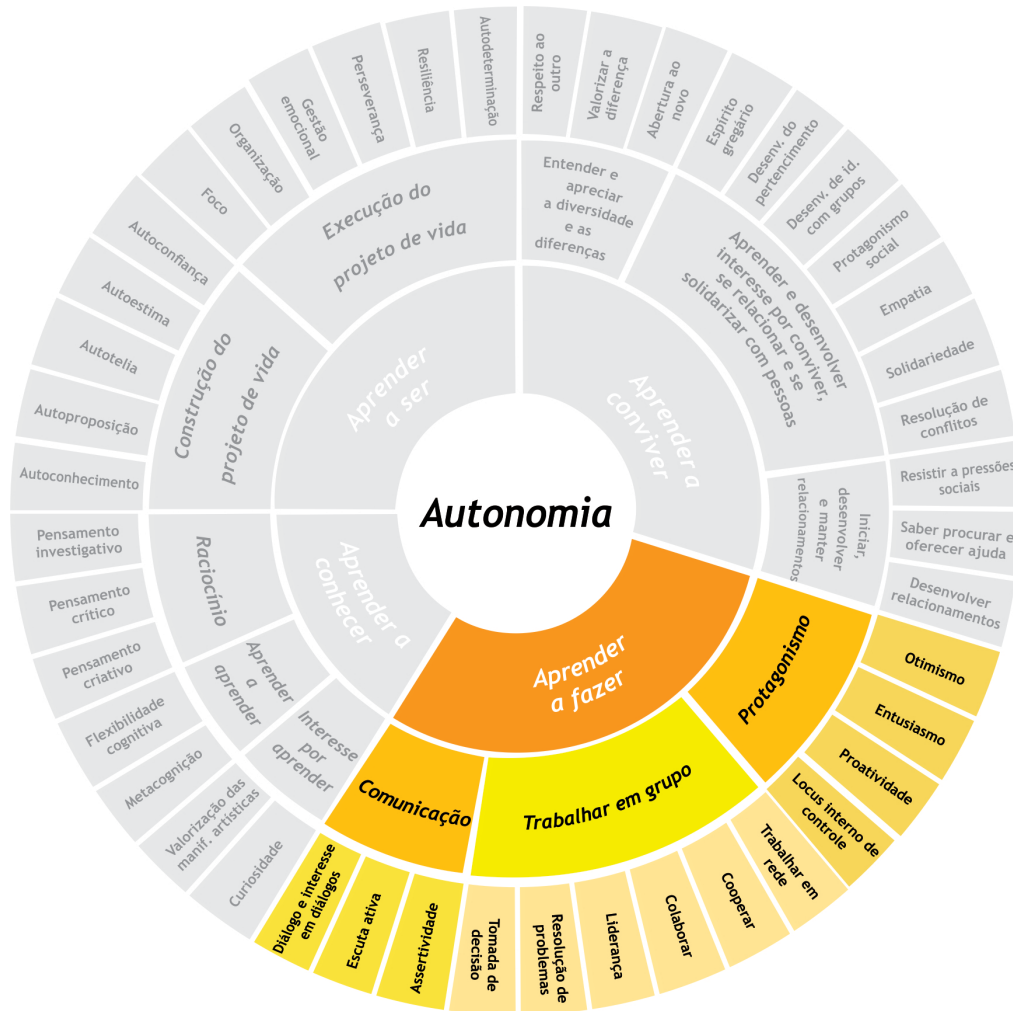 Autonomia
Aprender
a ser
Aprender a
conviver
Aprender
a fazer
Aprender a
conhecer
Execução do
projeto de vida
Entender e
apreciar
a diversidade
e as
diferenças
Aprender e desenvolver
interesse por conviver,
se relacionar e se
solidarizar com pessoas
Iniciar,
desenvolver
e manter
relacionamentos
Protagonismo
Trabalhar em grupo
Comunicação
Interesse
por
aprender
Aprender
a
aprender
Raciocínio
Construção do
projeto de vida
Respeito ao
outro
Valorizar a
diferença
Abertura ao
novo
Espírito
gregário
Desenv. do
pertencimento
Desenv. de id.
com grupos
Protagonismo
social
Empatia
Solidariedade
Resolução de
conflitos
Resistir a pressões
sociais
Saber procurar e
oferecer ajuda
Desenvolver
relacionamentos
Otimismo
Entusiasmo
Proatividade
Locus interno de
controle
Trabalhar em
rede
Cooperar
Colaborar
Liderança
Resolução de
problemas
Tomada de
decisão
Assertividade
Escuta ativa
Diálogo e interesse
em diálogos
Curiosidade
Valorização das
manif. artísticas
Metacognição
Flexibilidade
cognitiva
Pensamento
criativo
Pensamento
crítico
Pensamento
investigativo
Autoconhecimento
Autoproposição
Autotelia
Autoestima
Autoconfiança
Foco
Organização
Gestão
emocional
Perseverança
Resiliência
Autodeterminação